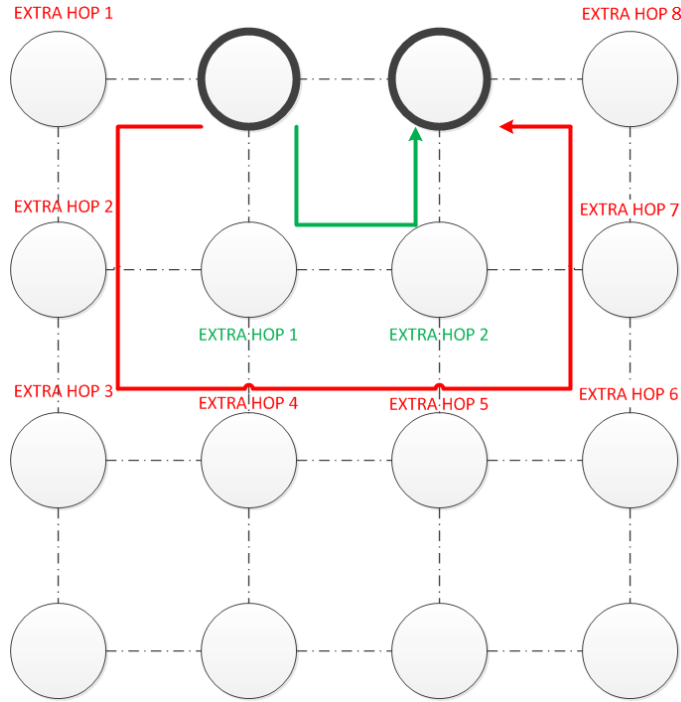 EXTRA HOP 1
EXTRA HOP 8
EXTRA HOP 2
EXTRA HOP 7
EXTRA HOP 1
EXTRA HOP 2
EXTRA HOP 3
EXTRA HOP 4
EXTRA HOP 5
EXTRA HOP 6